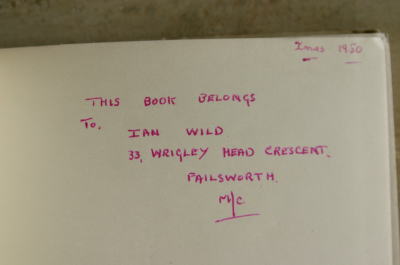 Xmas 1950
THIS BOOK BELONGS
To,
IAN WILD
33, WRIGLEY HEAD CRESCENT.
FAILSWORTH.
M/C